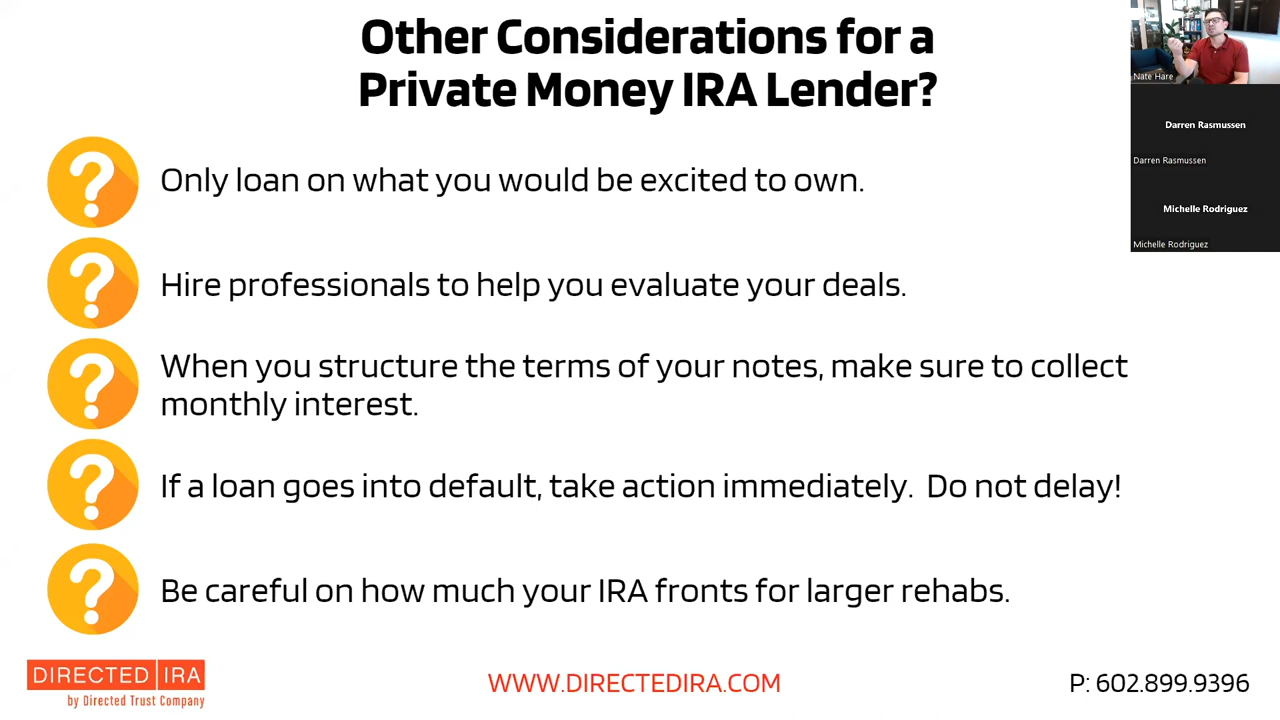 Other Considerations for a
Private Money IRA Lender?
Only loan on what you would be excited to own.
Hire professionals to help you evaluate your deals.
When you structure the terms of your notes, make sure to collect
monthly interest.
If a loan goes into default, take action immediately.  Do not delay!
Be careful on how much your IRA fronts for larger rehabs.
DIRECTED IRA
by Directed Trust Company
WWW.DIRECTEDIRA.COM
P: 602.899.9396
Nate Hare
Darren Rasmussen
Darren Rasmussen
Michelle Rodriguez
Michelle Rodriguez